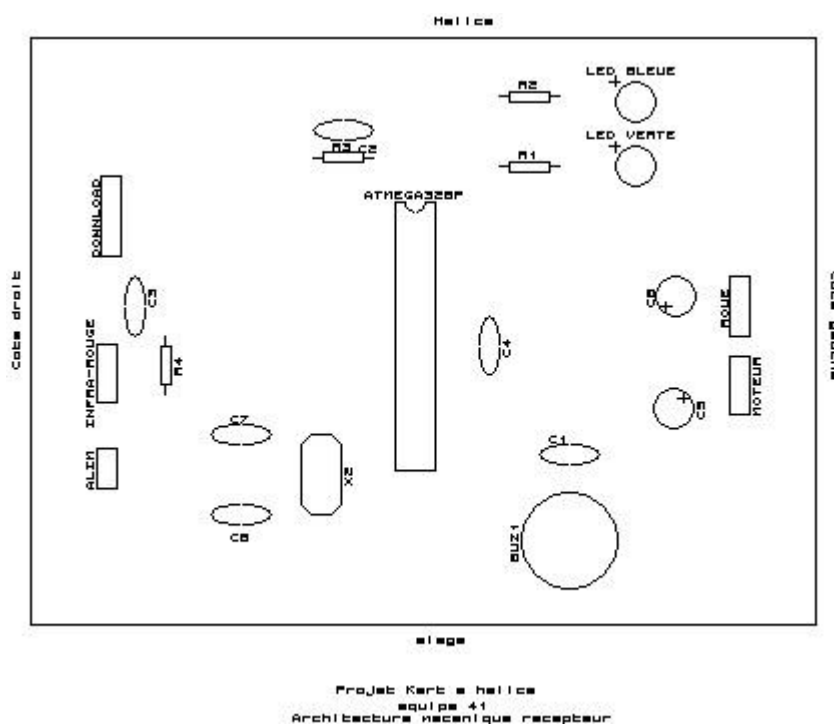 Helice
LED BLEUE
R2
LED VERTE
R3 C2
R1
ATMEGA328P
DOWNLOAD
C3
C8
ROUE
Cote droit
INFRA-ROUGE
R4
C4
MOTEUR
C5
C7
C1
ALIM
X2
C6
BUZ1
siege
Projet Kart a helice
equipe 41
Architecture mecanique recepteur